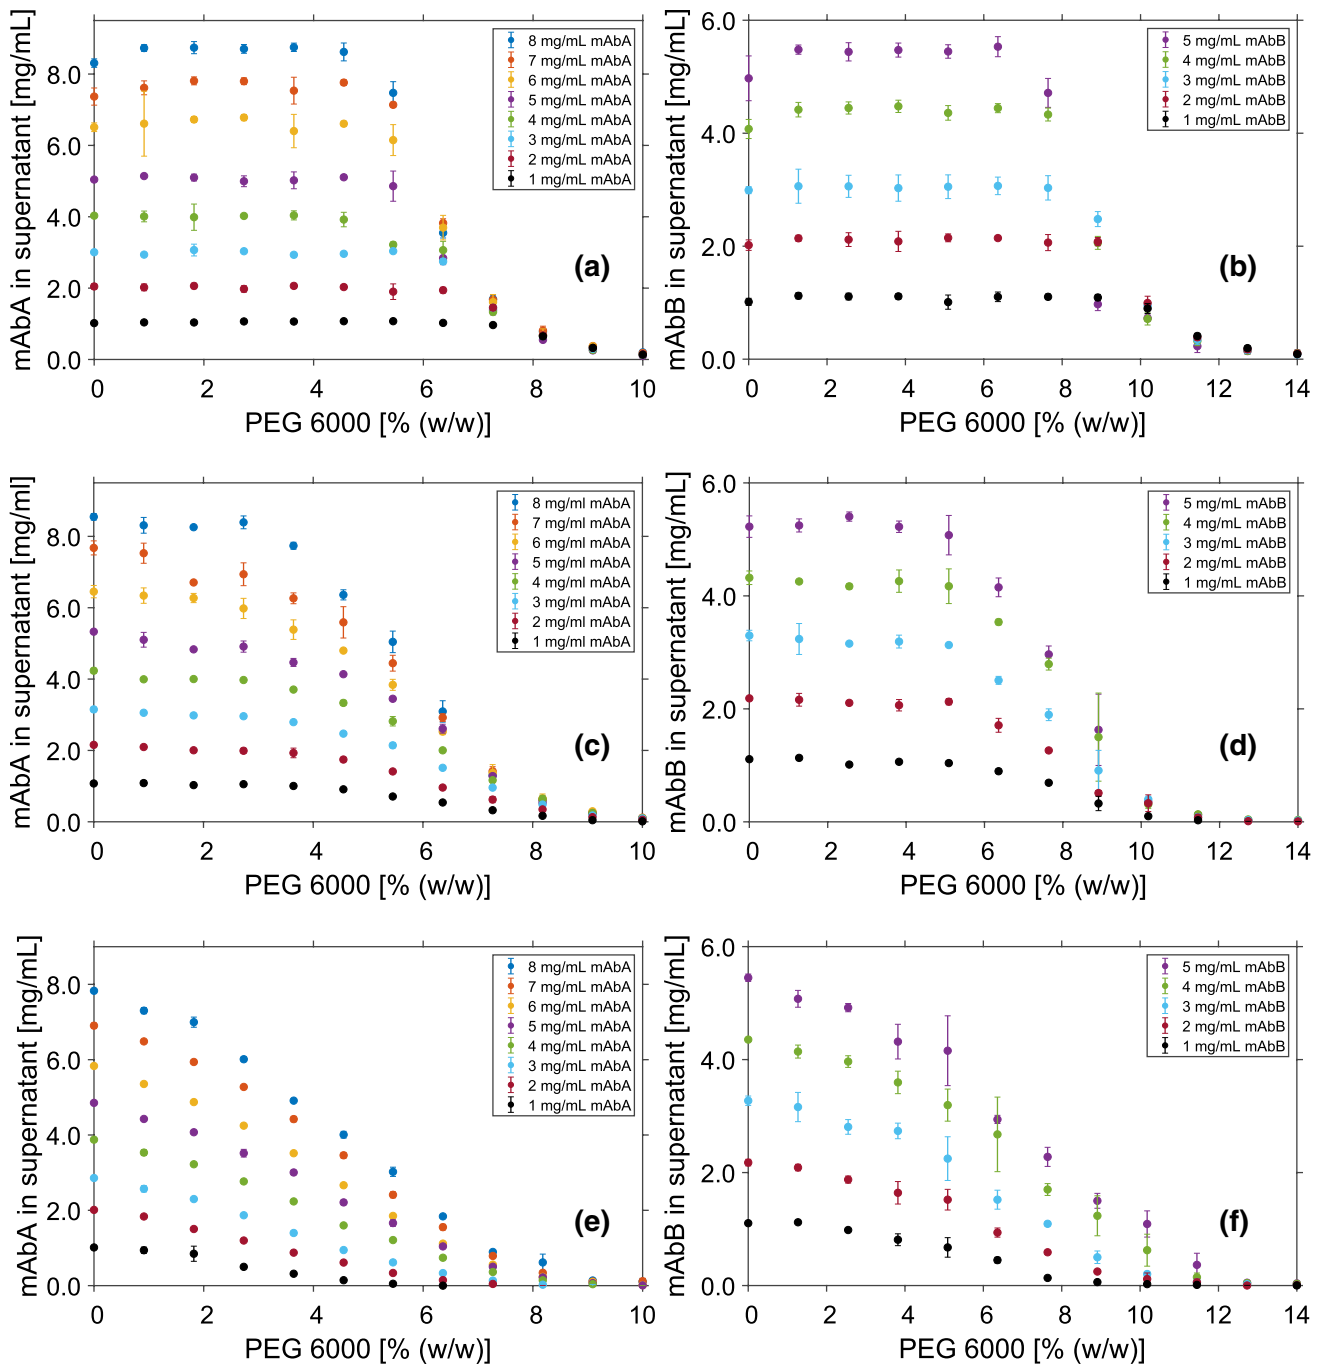 mAbA in supernatant [mg/mL]
8.0
6.0
4.0
2.0
0.0
8 mg/mL mAbA
7 mg/mL mAbA
6 mg/mL mAbA
5 mg/mL mAbA
4 mg/mL mAbA
3 mg/mL mAbA
2 mg/mL mAbA
1 mg/mL mAbA
(a)
0 2 4 6 8 10
PEG 6000 [% (w/w)]
mAbB in supernatant [mg/mL]
6.0
4.0
2.0
0.0
5 mg/mL mAbB
4 mg/mL mAbB
3 mg/mL mAbB
2 mg/mL mAbB
1 mg/mL mAbB
(b)
0 2 4 6 8 10 12 14
PEG 6000 [% (w/w)]
mAbA in supernatant [mg/ml]
8.0
6.0
4.0
2.0
0.0
8 mg/ml mAbA
7 mg/ml mAbA
6 mg/ml mAbA
5 mg/ml mAbA
4 mg/ml mAbA
3 mg/ml mAbA
2 mg/ml mAbA
1 mg/ml mAbA
(c)
0 2 4 6 8 10
PEG 6000 [% (w/w)]
mAbB in supernatant [mg/mL]
6.0
4.0
2.0
0.0
5 mg/mL mAbB
4 mg/mL mAbB
3 mg/mL mAbB
2 mg/mL mAbB
1 mg/mL mAbB
(d)
0 2 4 6 8 10 12 14
PEG 6000 [% (w/w)]
mAbA in supernatant [mg/mL]
8.0
6.0
4.0
2.0
0.0
8 mg/mL mAbA
7 mg/mL mAbA
6 mg/mL mAbA
5 mg/mL mAbA
4 mg/mL mAbA
3 mg/mL mAbA
2 mg/mL mAbA
1 mg/mL mAbA
(e)
0 2 4 6 8 10
PEG 6000 [% (w/w)]
mAbB in supernatant [mg/mL]
6.0
4.0
2.0
0.0
5 mg/mL mAbB
4 mg/mL mAbB
3 mg/mL mAbB
2 mg/mL mAbB
1 mg/mL mAbB
(f)
0 2 4 6 8 10 12 14
PEG 6000 [% (w/w)]